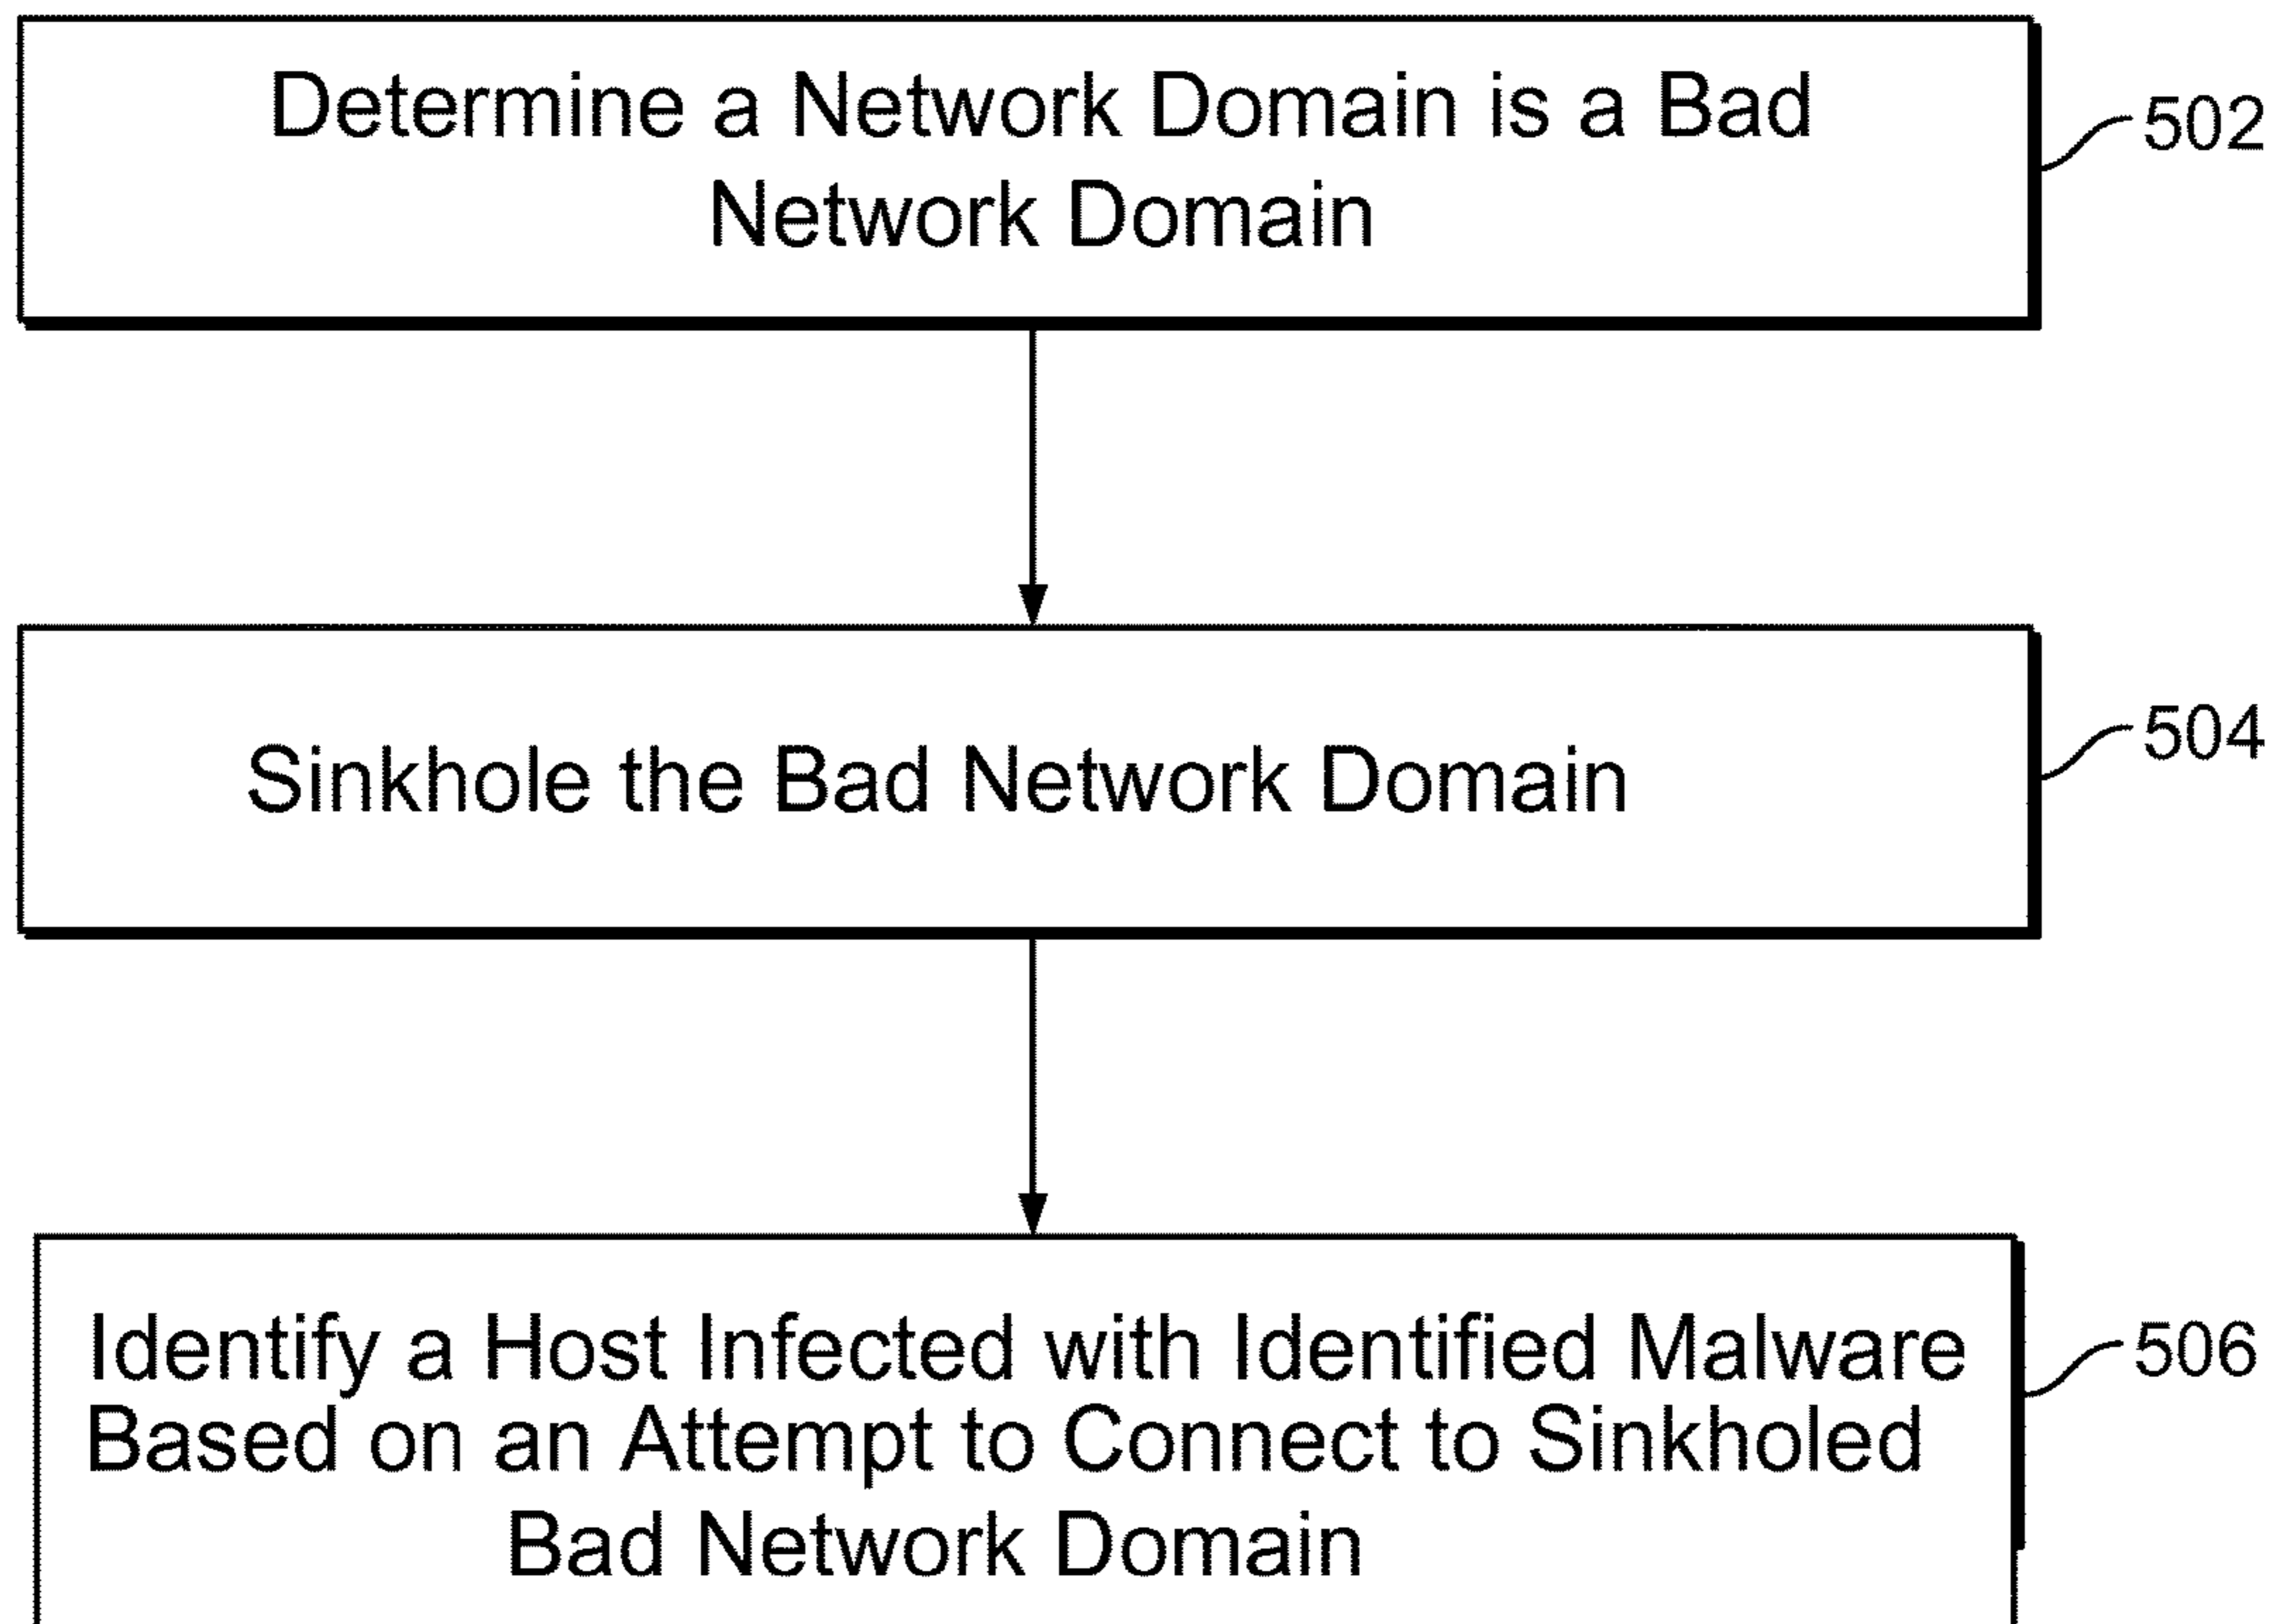 Determine a Network Domain is a Bad
Network Domain
502
Sinkhole the Bad Network Domain
504
Identify a Host Infected with Identified Malware
Based on an Attempt to Connect to Sinkholed
Bad Network Domain
506